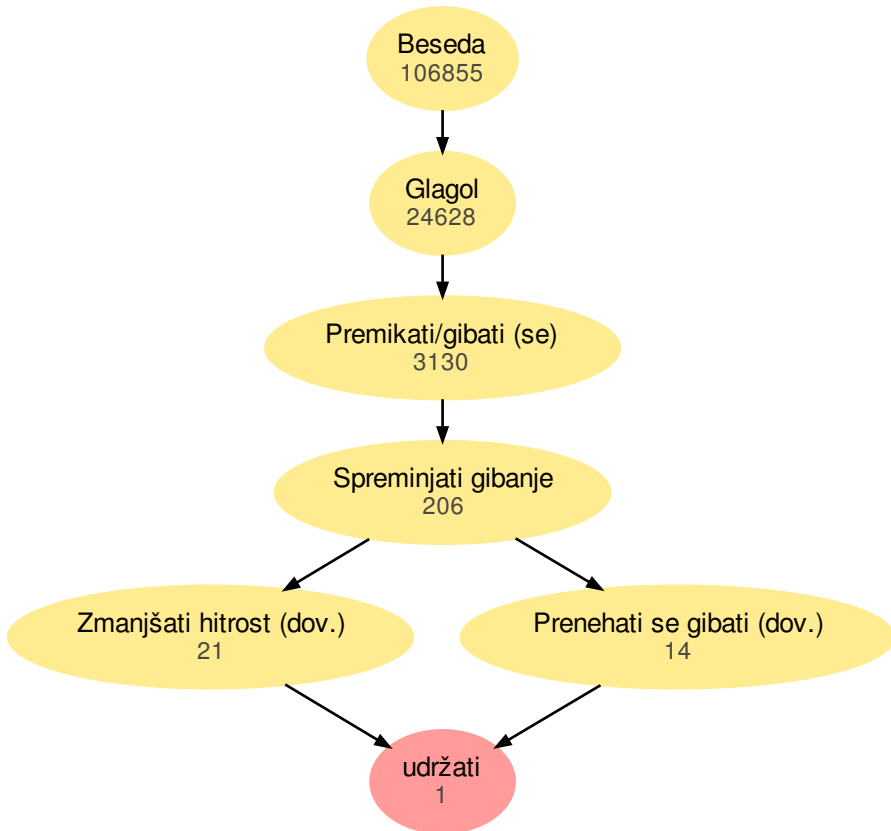 Beseda
106855
Glagol
24628
Premikati/gibati (se)
3130
Spreminjati gibanje
206
Zmanjšati hitrost (dov.)
21
Prenehati se gibati (dov.)
14
udržati
1